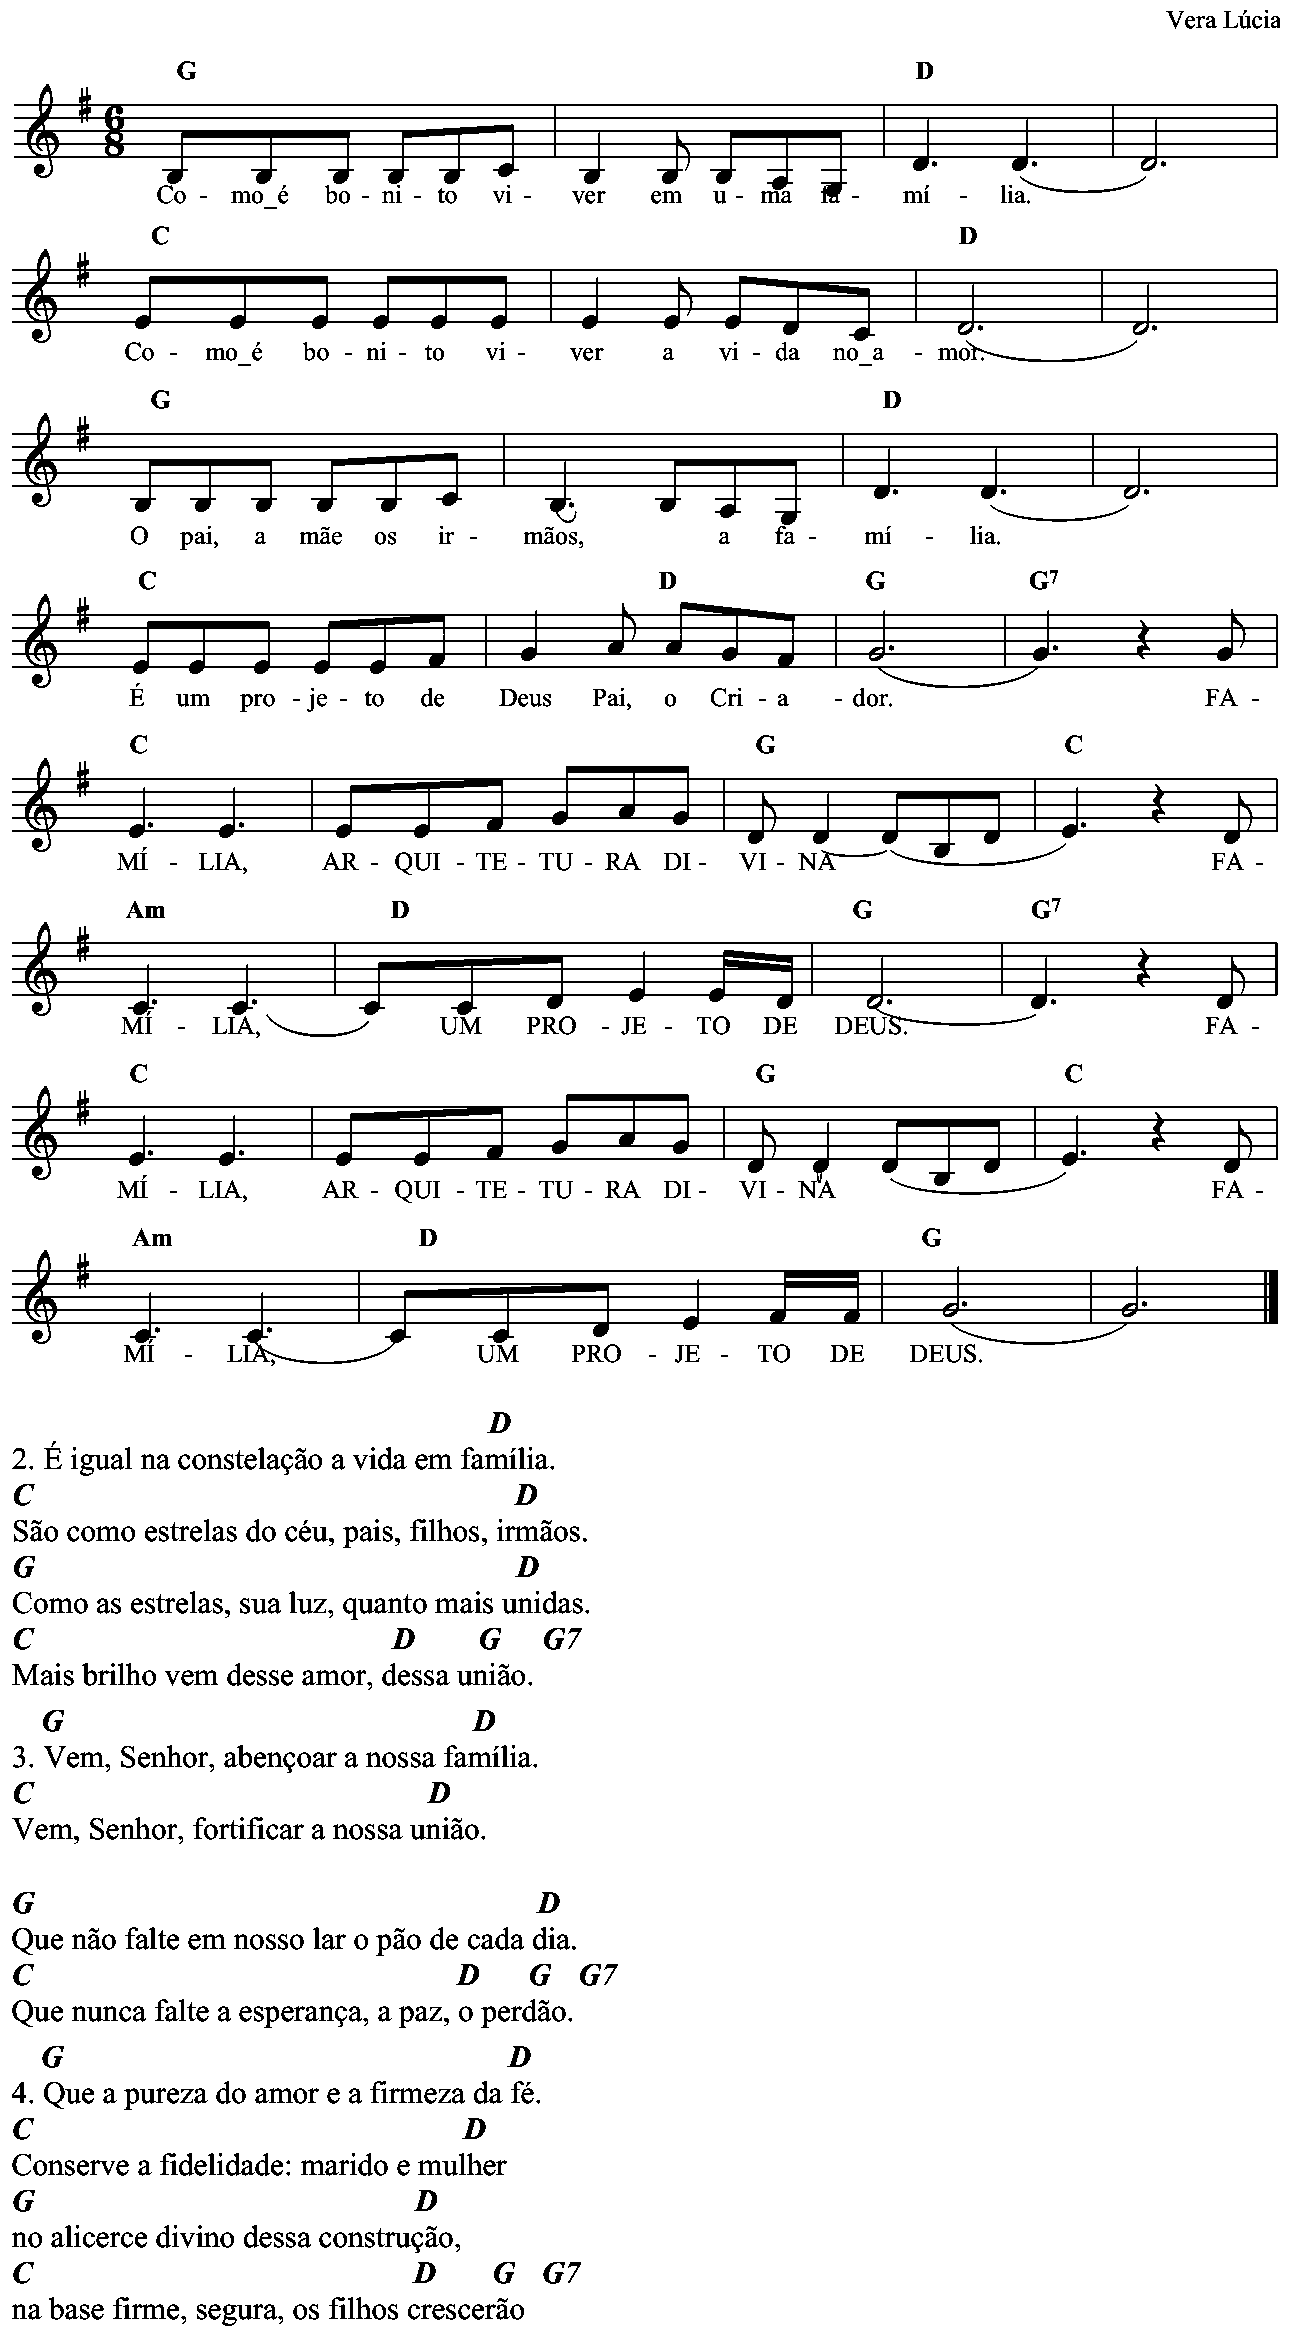 Vera Lúcia
G D
6
8
Co - mo_é bo - ni - to vi - ver em u - ma fa - mí - lia.
C D
Co - mo_é bo - ni - to vi - ver a vi - da no_a - mor.
G D
O pai, a mãe os ir - mãos, a fa - mí - lia.
C D G G7
É um pro - je - to de Deus Pai, o Cri - a - dor. FA -
C G C
MÍ - LIA, AR - QUI - TE - TU - RA DI - VI - NA FA -
Am D G G7
MÍ - LIA, UM PRO - JE - TO DE DEUS. FA -
C G C
MÍ - LIA, AR - QUI - TE - TU - RA DI - VI - NA FA -
Am D G
MÍ - LIA, UM PRO - JE - TO DE DEUS.
D
2. É igual na constelação a vida em família.
C D
São como estrelas do céu, pais, filhos, irmãos.
G D
Como as estrelas, sua luz, quanto mais unidas.
C D G G7
Mais brilho vem desse amor, dessa união.
G D
3. Vem, Senhor, abençoar a nossa família.
C D
Vem, Senhor, fortificar a nossa união.
G D
Que não falte em nosso lar o pão de cada dia.
C D G G7
Que nunca falte a esperança, a paz, o perdão.
G D
4. Que a pureza do amor e a firmeza da fé.
C D
Conserve a fidelidade: marido e mulher
G D
no alicerce divino dessa construção,
C D G G7
na base firme, segura, os filhos crescerão